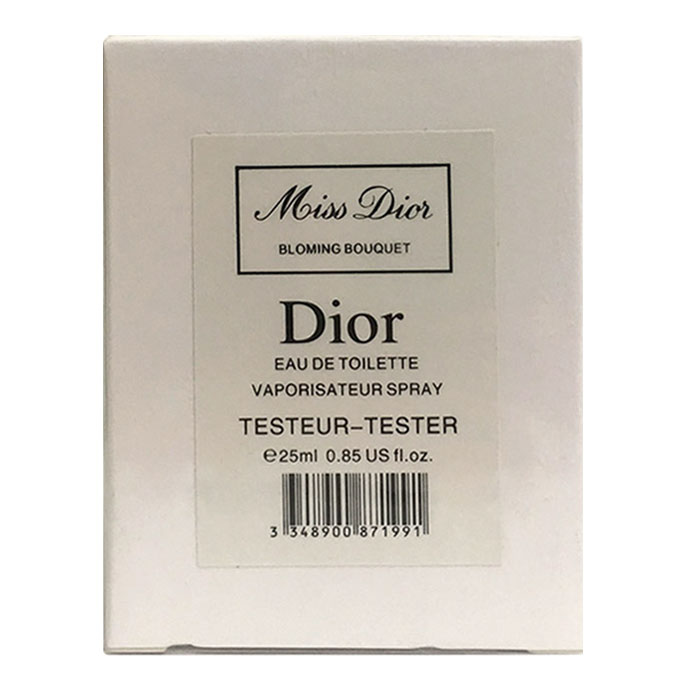 Miss Dior
BLOMING BOUQUET
Dior
EAU DE TOILETTE
VAPORISATEUR SPRAY
TESTEUR-TESTER
℮25ml 0.85 US fl.oz.
3 348900 871991